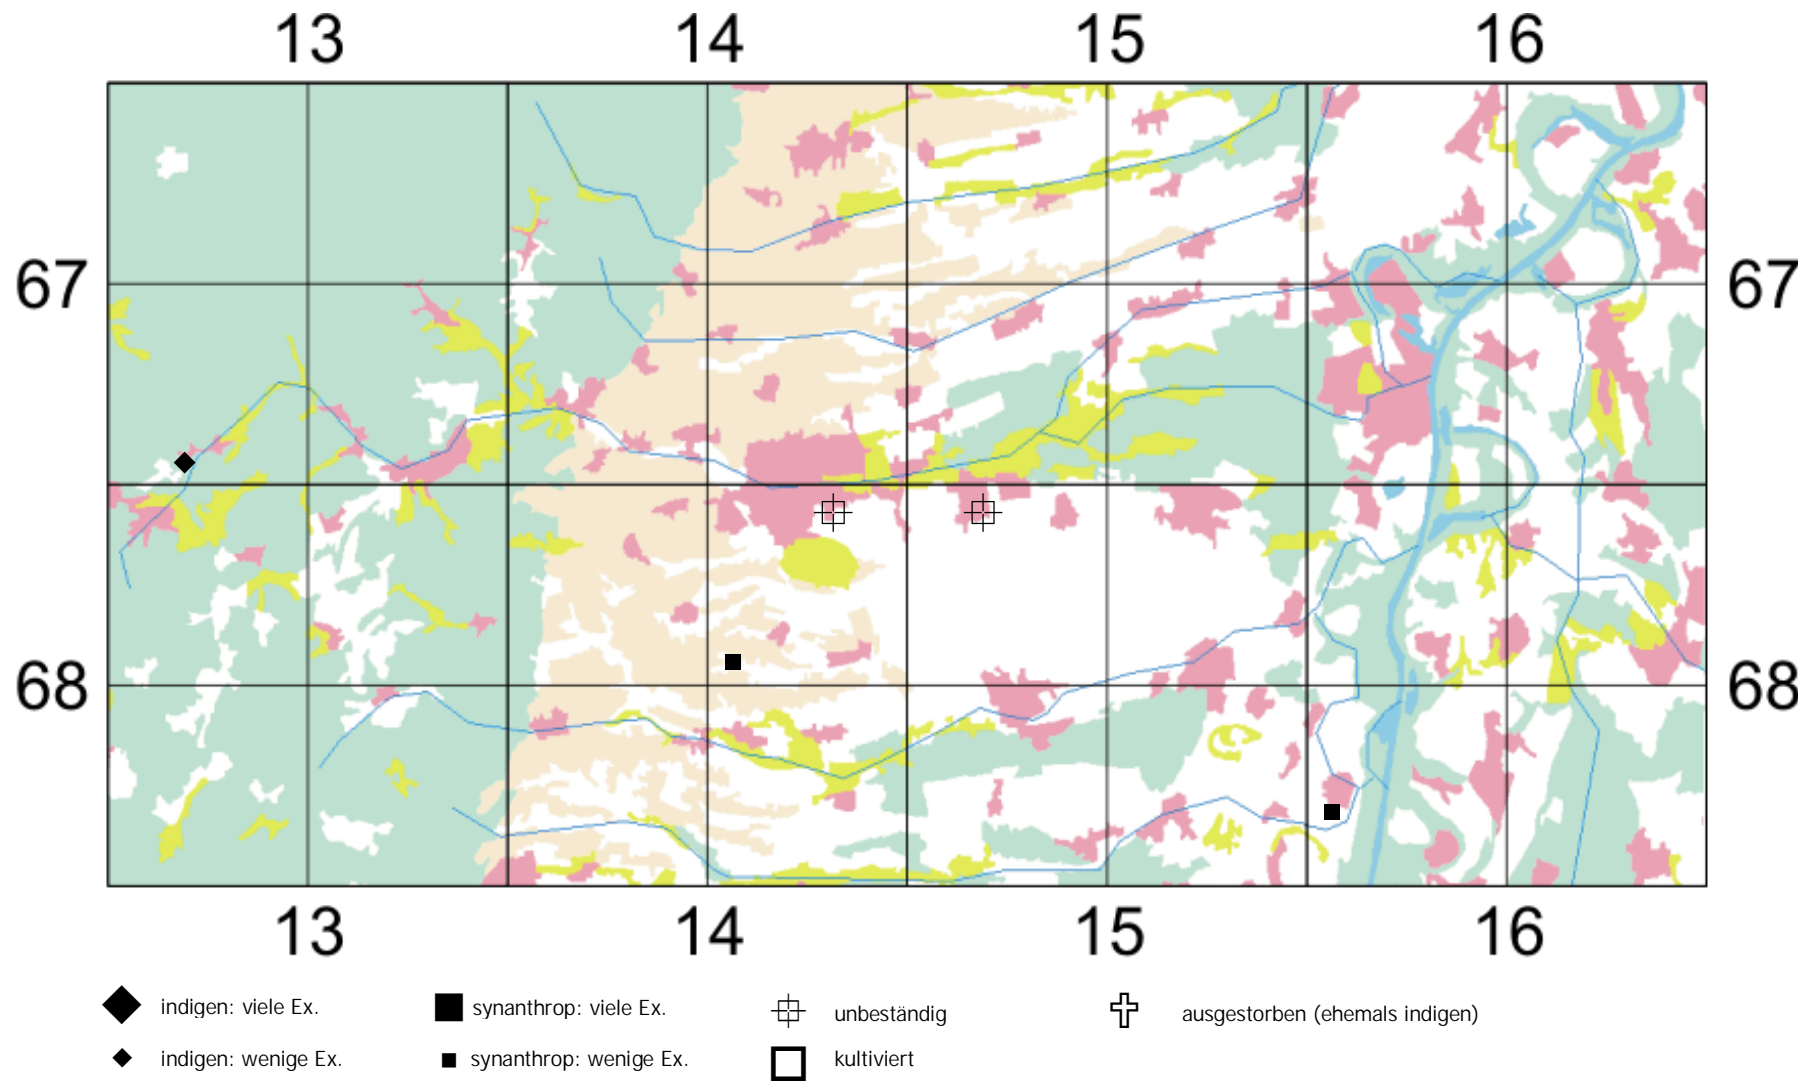 13 14 15 16
67 67
68 68
13 14 15 16
indigen: viele Ex. synanthrop: viele Ex. unbeständig ausgestorben (ehemals indigen)
indigen: wenige Ex. synanthrop: wenige Ex. kultiviert